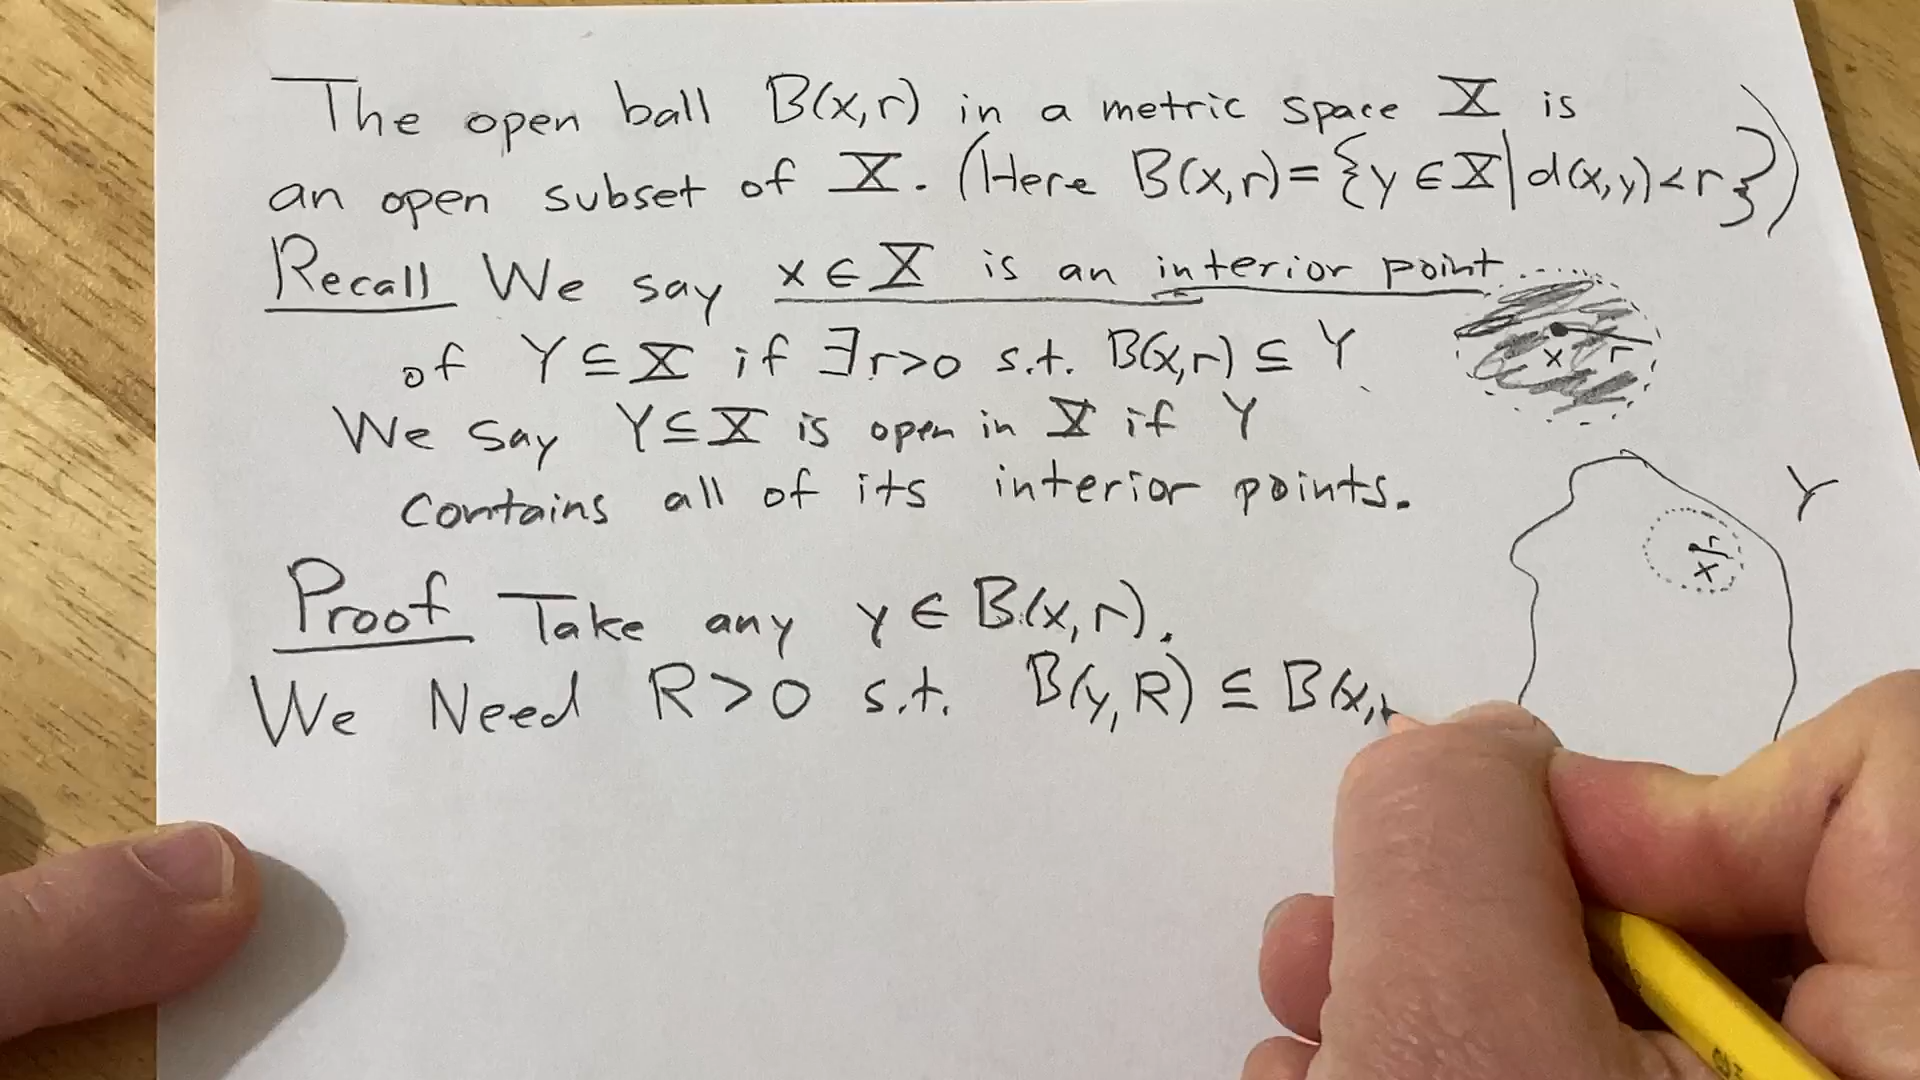 The open ball B(x,r) in a metric space X is
an open subset of X. (Here B(x,r)={y∈X|d(x,y)<r})
Recall We say x∈X is an interior point
of Y⊆X if ∃r>0 s.t. B(x,r)⊆Y
x r
We say Y⊆X is open in X if Y
contains all of its interior points.
Y
r
x
Proof Take any y∈B(x,r).
We Need R>0 s.t. B(y,R)⊆B(x,